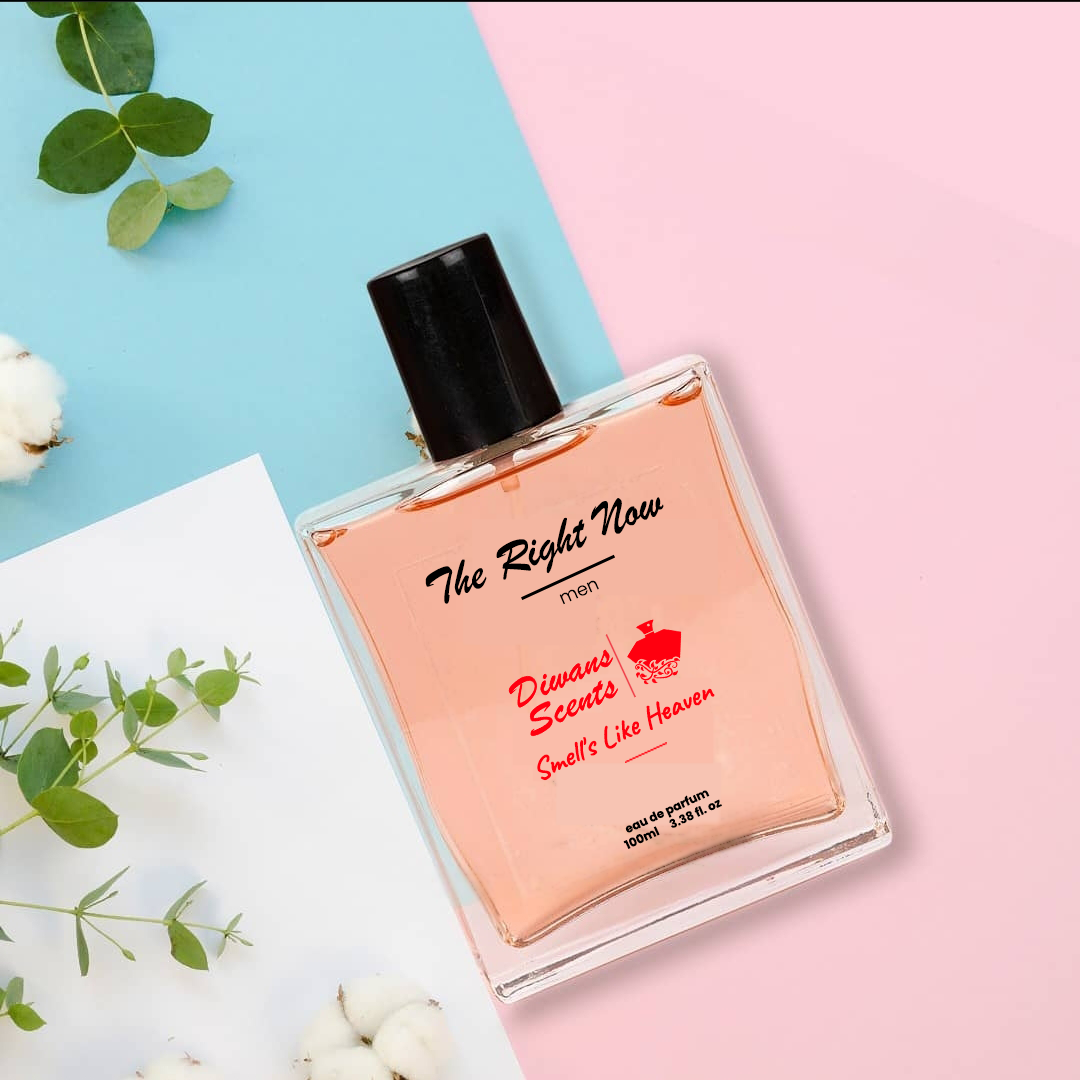 The Right Now
men
Diwans
Scents
Smell's Like Heaven
eau de parfum
100ml 3.38 fl. oz